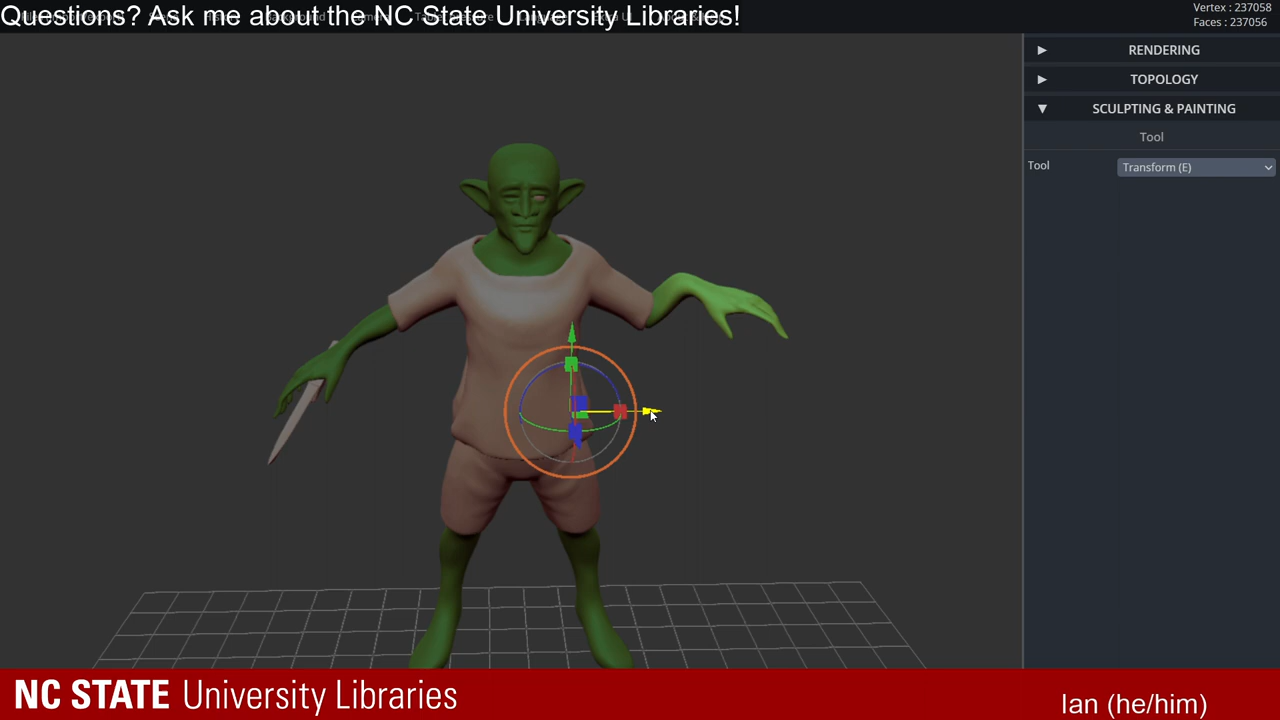 Questions? Ask me about the NC State University Libraries!
Vertex : 237058
Faces : 237056
RENDERING
TOPOLOGY
SCULPTING & PAINTING
Tool
Tool
Transform (E)
NC STATE University Libraries
Ian (he/him)